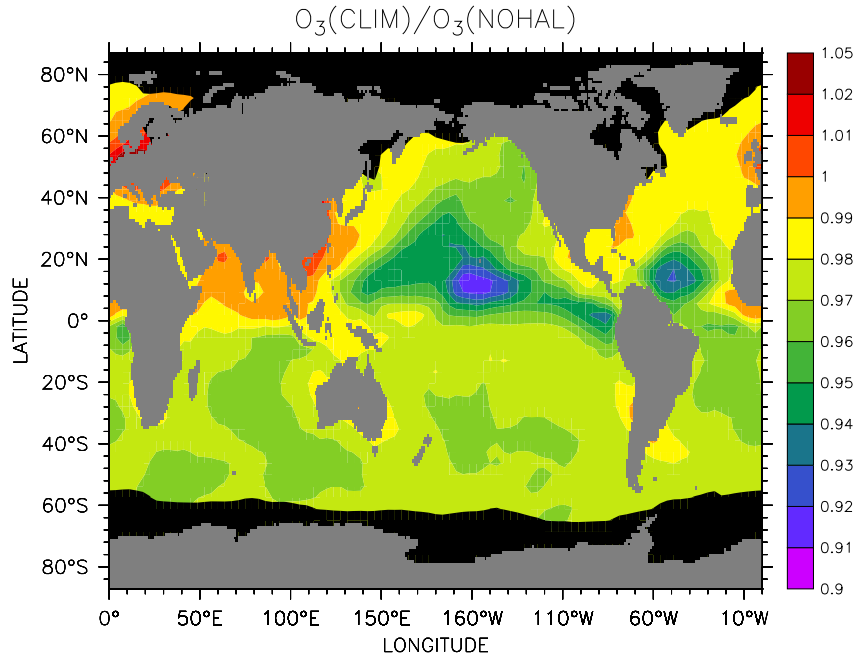 O₃(CLIM)/O₃(NOHAL)
80°N
60°N
40°N
20°N
0°
20°S
40°S
60°S
80°S
LATITUDE
0°
50°E
100°E
150°E
160°W
110°W
60°W
10°W
LONGITUDE
1.05
1.02
1.01
1
0.99
0.98
0.97
0.96
0.95
0.94
0.93
0.92
0.91
0.9